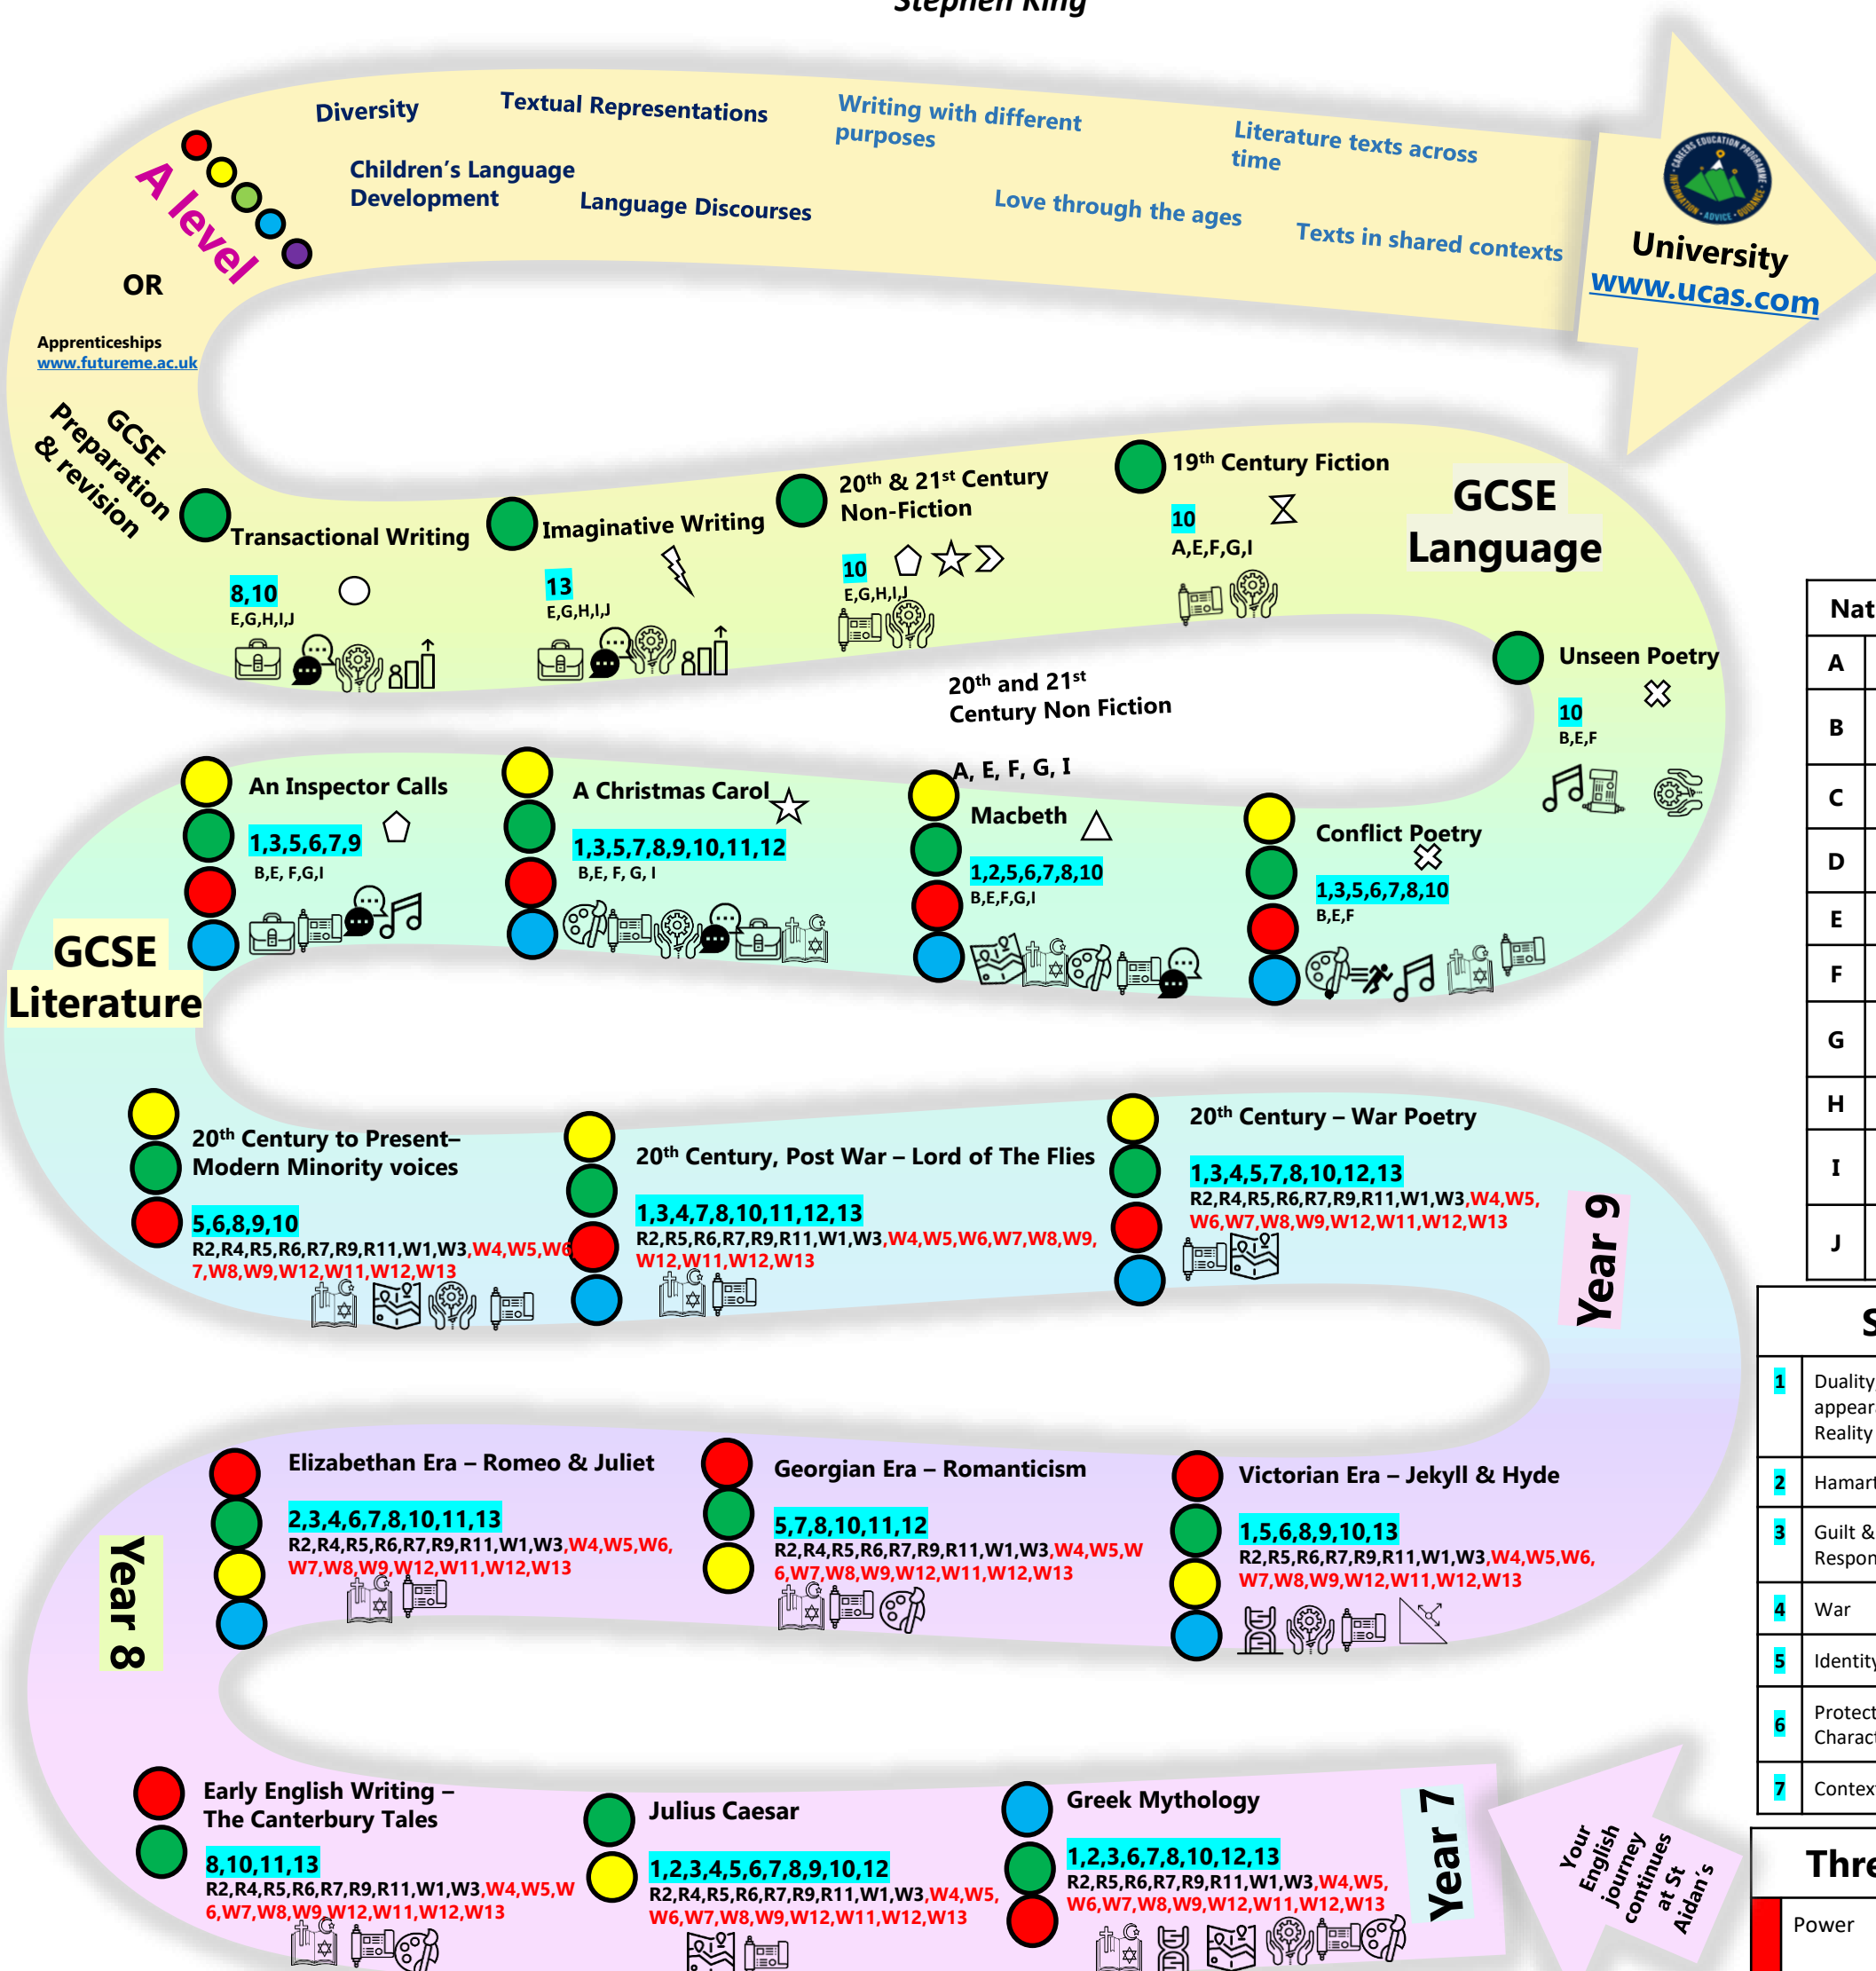 Stephen King
Diversity
Textual Representations
Writing with different
purposes
Literature texts across
time
Children's Language
Development
Language Discourses
Love through the ages
Texts in shared contexts
CAREERS EDUCATION PROGRAMME
INFORMATION • ADVICE • GUIDANCE
University
www.ucas.com
A level
OR
Apprenticeships
www.futureme.ac.uk
GCSE
Preparation
& revision
Transactional Writing
8,10
E,G,H,I,J
Imaginative Writing
13
E,G,H,I,J
20th & 21st Century
Non-Fiction
10
E,G,H,I,J
19th Century Fiction
10
A,E,F,G,I
GCSE
Language
Unseen Poetry
10
B,E,F
20th and 21st
Century Non Fiction
A, E, F, G, I
An Inspector Calls
1,3,5,6,7,9
B,E, F,G,I
A Christmas Carol
1,3,5,7,8,9,10,11,12
B,E, F, G, I
Macbeth
1,2,5,6,7,8,10
B,E,F,G,I
Conflict Poetry
1,3,5,6,7,8,10
B,E,F
GCSE
Literature
20th Century to Present–
Modern Minority voices
5,6,8,9,10
R2,R4,R5,R6,R7,R9,R11,W1,W3,W4,W5,W6
7,W8,W9,W12,W11,W12,W13
20th Century, Post War – Lord of The Flies
1,3,4,7,8,10,11,12,13
R2,R5,R6,R7,R9,R11,W1,W3,W4,W5,W6,W7,W8,W9,
W12,W11,W12,W13
20th Century – War Poetry
1,3,4,5,7,8,10,12,13
R2,R4,R5,R6,R7,R9,R11,W1,W3,W4,W5,
W6,W7,W8,W9,W12,W11,W12,W13
Year 9
Elizabethan Era – Romeo & Juliet
2,3,4,6,7,8,10,11,13
R2,R4,R5,R6,R7,R9,R11,W1,W3,W4,W5,W6,
W7,W8,W9,W12,W11,W12,W13
Georgian Era – Romanticism
5,7,8,10,11,12
R2,R4,R5,R6,R7,R9,R11,W1,W3,W4,W5,W
6,W7,W8,W9,W12,W11,W12,W13
Victorian Era – Jekyll & Hyde
1,5,6,8,9,10,13
R2,R5,R6,R7,R9,R11,W1,W3,W4,W5,W6,
W7,W8,W9,W12,W11,W12,W13
Year 8
Early English Writing –
The Canterbury Tales
8,10,11,13
R2,R4,R5,R6,R7,R9,R11,W1,W3,W4,W5,W
6,W7,W8,W9,W12,W11,W12,W13
Julius Caesar
1,2,3,4,5,6,7,8,9,10,12
R2,R4,R5,R6,R7,R9,R11,W1,W3,W4,W5,
W6,W7,W8,W9,W12,W11,W12,W13
Greek Mythology
1,2,3,6,7,8,10,12,13
R2,R5,R6,R7,R9,R11,W1,W3,W4,W5,
W6,W7,W8,W9,W12,W11,W12,W13
Year 7
Your
English
journey
continues
at St
Aidan's
Nat
A
B
C
D
E
F
G
H
I
J
S
1
Duality
appear
Reality
2
Hamart
3
Guilt &
Respon
4
War
5
Identity
6
Protect
Charact
7
Contex
Thre
Power